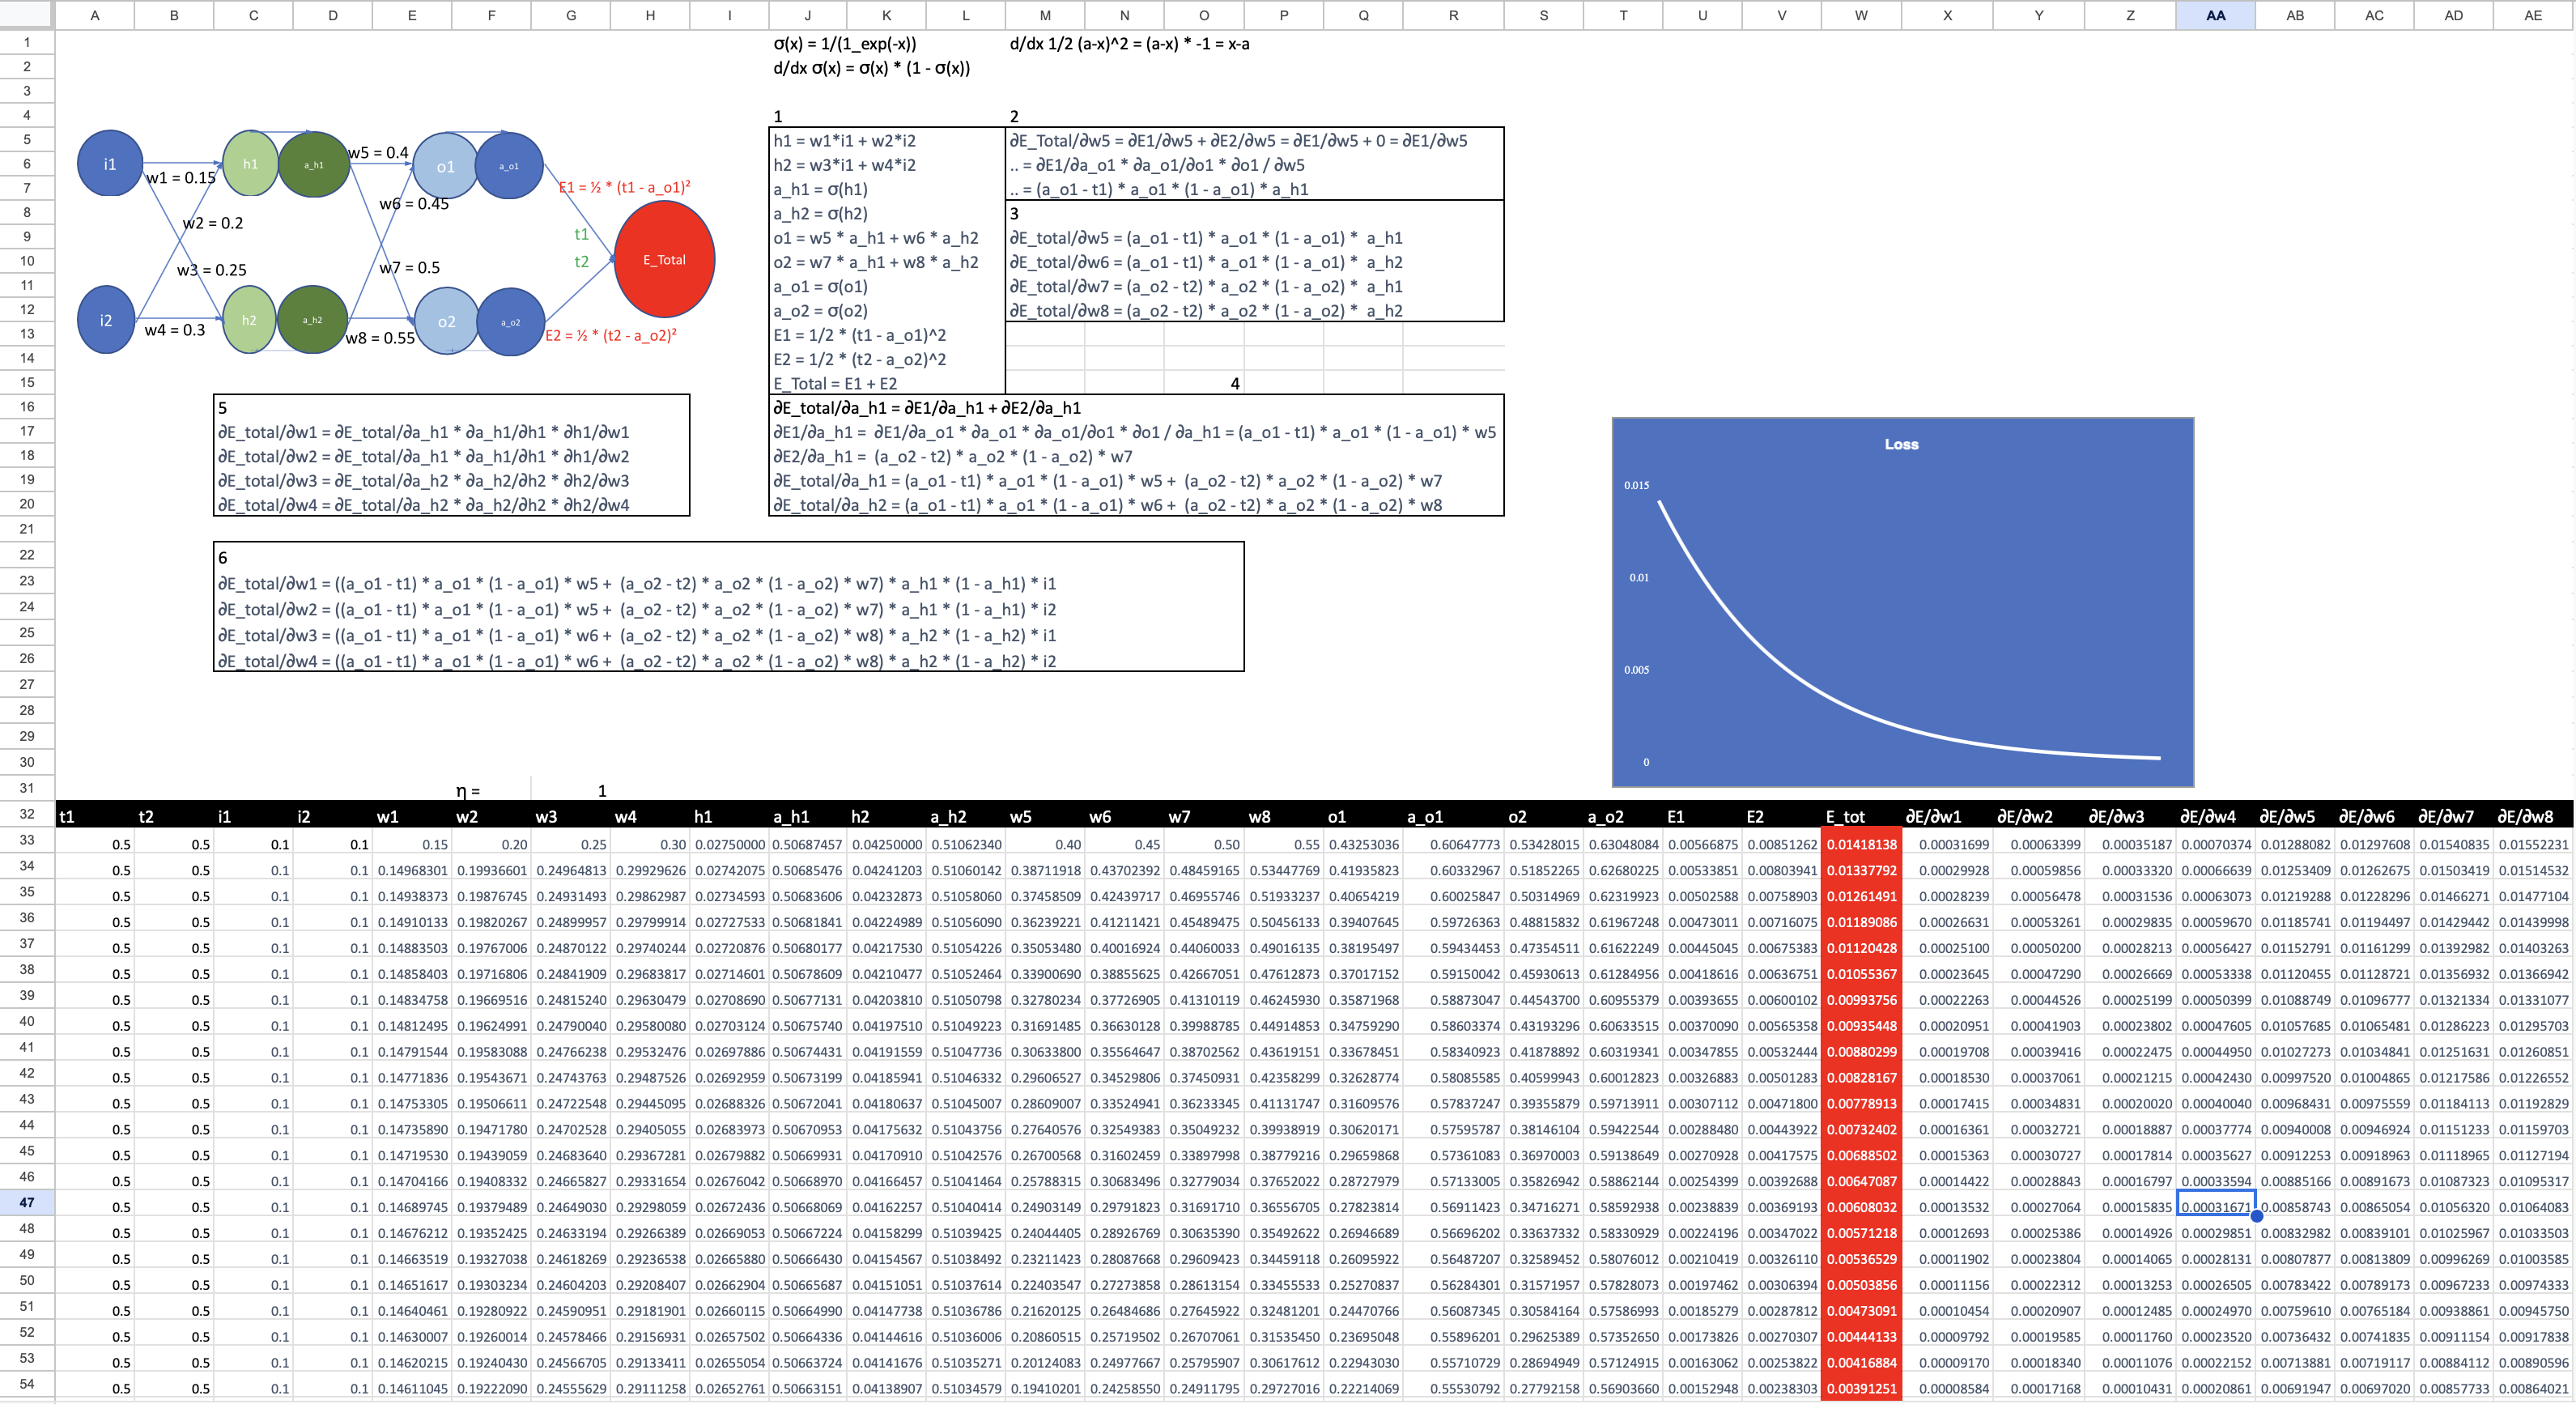 A B C D E F G H I J K L M N O P Q R S T U V W X Y Z AA AB AC AD AE
1 σ(x) = 1/(1_exp(-x)) d/dx 1/2 (a-x)^2 = (a-x) * -1 = x-a
2 d/dx σ(x) = σ(x) * (1 - σ(x))
3
4 1 2
5 h1 = w1*i1 + w2*i2 ∂E_Total/∂w5 = ∂E1/∂w5 + ∂E2/∂w5 = ∂E1/∂w5 + 0 = ∂E1/∂w5
6 h2 = w3*i1 + w4*i2 .. = ∂E1/∂a_o1 * ∂a_o1/∂o1 * ∂o1 / ∂w5
7 a_h1 = σ(h1) .. = (a_o1 - t1) * a_o1 * (1 - a_o1) * a_h1
8 a_h2 = σ(h2) 3
9 o1 = w5 * a_h1 + w6 * a_h2 ∂E_total/∂w5 = (a_o1 - t1) * a_o1 * (1 - a_o1) * a_h1
10 o2 = w7 * a_h1 + w8 * a_h2 ∂E_total/∂w6 = (a_o1 - t1) * a_o1 * (1 - a_o1) * a_h2
11 a_o1 = σ(o1) ∂E_total/∂w7 = (a_o2 - t2) * a_o2 * (1 - a_o2) * a_h1
12 a_o2 = σ(o2) ∂E_total/∂w8 = (a_o2 - t2) * a_o2 * (1 - a_o2) * a_h2
13 E1 = 1/2 * (t1 - a_o1)^2
14 E2 = 1/2 * (t2 - a_o2)^2
15 E_Total = E1 + E2 4
i1 h1 a_h1 w5 = 0.4 o1 a_o1
w1 = 0.15 E1 = ½ * (t1 - a_o1)²
w6 = 0.45
w2 = 0.2
t1
w3 = 0.25 w7 = 0.5 t2 E_Total
i2 w4 = 0.3 h2 a_h2 w8 = 0.55 o2 a_o2 E2 = ½ * (t2 - a_o2)²
16 5 ∂E_total/∂a_h1 = ∂E1/∂a_h1 + ∂E2/∂a_h1
17 ∂E_total/∂w1 = ∂E_total/∂a_h1 * ∂a_h1/∂h1 * ∂h1/∂w1 ∂E1/∂a_h1 = ∂E1/∂a_o1 * ∂a_o1 * ∂a_o1/∂o1 * ∂o1 / ∂a_h1 = (a_o1 - t1) * a_o1 * (1 - a_o1) * w5
18 ∂E_total/∂w2 = ∂E_total/∂a_h1 * ∂a_h1/∂h1 * ∂h1/∂w2 ∂E2/∂a_h1 = (a_o2 - t2) * a_o2 * (1 - a_o2) * w7
19 ∂E_total/∂w3 = ∂E_total/∂a_h2 * ∂a_h2/∂h2 * ∂h2/∂w3 ∂E_total/∂a_h1 = (a_o1 - t1) * a_o1 * (1 - a_o1) * w5 + (a_o2 - t2) * a_o2 * (1 - a_o2) * w7
20 ∂E_total/∂w4 = ∂E_total/∂a_h2 * ∂a_h2/∂h2 * ∂h2/∂w4 ∂E_total/∂a_h2 = (a_o1 - t1) * a_o1 * (1 - a_o1) * w6 + (a_o2 - t2) * a_o2 * (1 - a_o2) * w8
21
22 6
23 ∂E_total/∂w1 = ((a_o1 - t1) * a_o1 * (1 - a_o1) * w5 + (a_o2 - t2) * a_o2 * (1 - a_o2) * w7) * a_h1 * (1 - a_h1) * i1
24 ∂E_total/∂w2 = ((a_o1 - t1) * a_o1 * (1 - a_o1) * w5 + (a_o2 - t2) * a_o2 * (1 - a_o2) * w7) * a_h1 * (1 - a_h1) * i2
25 ∂E_total/∂w3 = ((a_o1 - t1) * a_o1 * (1 - a_o1) * w6 + (a_o2 - t2) * a_o2 * (1 - a_o2) * w8) * a_h2 * (1 - a_h2) * i1
26 ∂E_total/∂w4 = ((a_o1 - t1) * a_o1 * (1 - a_o1) * w6 + (a_o2 - t2) * a_o2 * (1 - a_o2) * w8) * a_h2 * (1 - a_h2) * i2
27
28
29
30
Loss
0.015
0.01
0.005
0
31 η = 1
32 t1 t2 i1 i2 w1 w2 w3 w4 h1 a_h1 h2 a_h2 w5 w6 w7 w8 o1 a_o1 o2 a_o2 E1 E2 E_tot ∂E/∂w1 ∂E/∂w2 ∂E/∂w3 ∂E/∂w4 ∂E/∂w5 ∂E/∂w6 ∂E/∂w7 ∂E/∂w8
33 0.5 0.5 0.1 0.1 0.15 0.20 0.25 0.30 0.02750000 0.50687457 0.04250000 0.51062340 0.40 0.45 0.50 0.55 0.43253036 0.60647773 0.53428015 0.63048084 0.00566875 0.00851262 0.01418138 0.00031699 0.00063399 0.00035187 0.00070374 0.01288082 0.01297608 0.01540835 0.01552231
34 0.5 0.5 0.1 0.1 0.14968301 0.19936601 0.24964813 0.29929626 0.02742075 0.50685476 0.04241203 0.51060142 0.38711918 0.43702392 0.48459165 0.53447769 0.41935823 0.60332967 0.51852265 0.62680225 0.00533851 0.00803941 0.01337792 0.00029928 0.00059856 0.00033320 0.00066639 0.01253409 0.01262675 0.01503419 0.01514532
35 0.5 0.5 0.1 0.1 0.14938373 0.19876745 0.24931493 0.29862987 0.02734593 0.50683606 0.04232873 0.51058060 0.37458509 0.42439717 0.46955746 0.51933237 0.40654219 0.60025847 0.50314969 0.62319923 0.00502588 0.00758903 0.01261491 0.00028239 0.00056478 0.00031536 0.00063073 0.01219288 0.01228296 0.01466271 0.01477104
36 0.5 0.5 0.1 0.1 0.14910133 0.19820267 0.24899957 0.29799914 0.02727533 0.50681841 0.04224989 0.51056090 0.36239221 0.41211421 0.45489475 0.50456133 0.39407645 0.59726363 0.48815832 0.61967248 0.00473011 0.00716075 0.01189086 0.00026631 0.00053261 0.00029835 0.00059670 0.01185741 0.01194497 0.01429442 0.01439998
37 0.5 0.5 0.1 0.1 0.14883503 0.19767006 0.24870122 0.29740244 0.02720876 0.50680177 0.04217530 0.51054226 0.35053480 0.40016924 0.44060033 0.49016135 0.38195497 0.59434453 0.47354511 0.61622249 0.00445045 0.00675383 0.01120428 0.00025100 0.00050200 0.00028213 0.00056427 0.01152791 0.01161299 0.01392982 0.01403263
38 0.5 0.5 0.1 0.1 0.14858403 0.19716806 0.24841909 0.29683817 0.02714601 0.50678609 0.04210477 0.51052464 0.33900690 0.38855625 0.42667051 0.47612873 0.37017152 0.59150042 0.45930613 0.61284956 0.00418616 0.00636751 0.01055367 0.00023645 0.00047290 0.00026669 0.00053338 0.01120455 0.01128721 0.01356932 0.01366942
39 0.5 0.5 0.1 0.1 0.14834758 0.19669516 0.24815240 0.29630479 0.02708690 0.50677131 0.04203810 0.51050798 0.32780234 0.37726905 0.41310119 0.46245930 0.35871968 0.58873047 0.44543700 0.60955379 0.00393655 0.00600102 0.00993756 0.00022263 0.00044526 0.00025199 0.00050399 0.01088749 0.01096777 0.01321334 0.01331077
40 0.5 0.5 0.1 0.1 0.14812495 0.19624991 0.24790040 0.29580080 0.02703124 0.50675740 0.04197510 0.51049223 0.31691485 0.36630128 0.39988785 0.44914853 0.34759290 0.58603374 0.43193296 0.60633515 0.00370090 0.00565358 0.00935448 0.00020951 0.00041903 0.00023802 0.00047605 0.01057685 0.01065481 0.01286223 0.01295703
41 0.5 0.5 0.1 0.1 0.14791544 0.19583088 0.24766238 0.29532476 0.02697886 0.50674431 0.04191559 0.51047736 0.30633800 0.35564647 0.38702562 0.43619151 0.33678451 0.58340923 0.41878892 0.60319341 0.00347855 0.00532444 0.00880299 0.00019708 0.00039416 0.00022475 0.00044950 0.01027273 0.01034841 0.01251631 0.01260851
42 0.5 0.5 0.1 0.1 0.14771836 0.19543671 0.24743763 0.29487526 0.02692959 0.50673199 0.04185941 0.51046332 0.29606527 0.34529806 0.37450931 0.42358299 0.32628774 0.58085585 0.40599943 0.60012823 0.00326883 0.00501283 0.00828167 0.00018530 0.00037061 0.00021215 0.00042430 0.00997520 0.01004865 0.01217586 0.01226552
43 0.5 0.5 0.1 0.1 0.14753305 0.19506611 0.24722548 0.29445095 0.02688326 0.50672041 0.04180637 0.51045007 0.28609007 0.33524941 0.36233345 0.41131747 0.31609576 0.57837247 0.39355879 0.59713911 0.00307112 0.00471800 0.00778913 0.00017415 0.00034831 0.00020020 0.00040040 0.00968431 0.00975559 0.01184113 0.01192829
44 0.5 0.5 0.1 0.1 0.14735890 0.19471780 0.24702528 0.29405055 0.02683973 0.50670953 0.04175632 0.51043756 0.27640576 0.32549383 0.35049232 0.39938919 0.30620171 0.57595787 0.38146104 0.59422544 0.00288480 0.00443922 0.00732402 0.00016361 0.00032721 0.00018887 0.00037774 0.00940008 0.00946924 0.01151233 0.01159703
45 0.5 0.5 0.1 0.1 0.14719530 0.19439059 0.24683640 0.29367281 0.02679882 0.50669931 0.04170910 0.51042576 0.26700568 0.31602459 0.33897998 0.38779216 0.29659868 0.57361083 0.36970003 0.59138649 0.00270928 0.00417575 0.00688502 0.00015363 0.00030727 0.00017814 0.00035627 0.00912253 0.00918963 0.01118965 0.01127194
46 0.5 0.5 0.1 0.1 0.14704166 0.19408332 0.24665827 0.29331654 0.02676042 0.50668970 0.04166457 0.51041464 0.25788315 0.30683496 0.32779034 0.37652022 0.28727979 0.57133005 0.35826942 0.58862144 0.00254399 0.00392688 0.00647087 0.00014422 0.00028843 0.00016797 0.00033594 0.00885166 0.00891673 0.01087323 0.01095317
47 0.5 0.5 0.1 0.1 0.14689745 0.19379489 0.24649030 0.29298059 0.02672436 0.50668069 0.04162257 0.51040414 0.24903149 0.29791823 0.31691710 0.36556705 0.27823814 0.56911423 0.34716271 0.58592938 0.00238839 0.00369193 0.00608032 0.00013532 0.00027064 0.00015835 0.00031671 0.00858743 0.00865054 0.01056320 0.01064083
48 0.5 0.5 0.1 0.1 0.14676212 0.19352425 0.24633194 0.29266389 0.02669053 0.50667224 0.04158299 0.51039425 0.24044405 0.28926769 0.30635390 0.35492622 0.26946689 0.56696202 0.33637332 0.58330929 0.00224196 0.00347022 0.00571218 0.00012693 0.00025386 0.00014926 0.00029851 0.00832982 0.00839101 0.01025967 0.01033503
49 0.5 0.5 0.1 0.1 0.14663519 0.19327038 0.24618269 0.29236538 0.02665880 0.50666430 0.04154567 0.51038492 0.23211423 0.28087668 0.29609423 0.34459118 0.26095922 0.56487207 0.32589452 0.58076012 0.00210419 0.00326110 0.00536529 0.00011902 0.00023804 0.00014065 0.00028131 0.00807877 0.00813809 0.00996269 0.01003585
50 0.5 0.5 0.1 0.1 0.14651617 0.19303234 0.24604203 0.29208407 0.02662904 0.50665687 0.04151051 0.51037614 0.22403547 0.27273858 0.28613154 0.33455533 0.25270837 0.56284301 0.31571957 0.57828073 0.00197462 0.00306394 0.00503856 0.00011156 0.00022312 0.00013253 0.00026505 0.00783422 0.00789173 0.00967233 0.00974333
51 0.5 0.5 0.1 0.1 0.14640461 0.19280922 0.24590951 0.29181901 0.02660115 0.50664990 0.04147738 0.51036786 0.21620125 0.26484686 0.27645922 0.32481201 0.24470766 0.56087345 0.30584164 0.57586993 0.00185279 0.00287812 0.00473091 0.00010454 0.00020907 0.00012485 0.00024970 0.00759610 0.00765184 0.00938861 0.00945750
52 0.5 0.5 0.1 0.1 0.14630007 0.19260014 0.24578466 0.29156931 0.02657502 0.50664336 0.04144616 0.51036006 0.20860515 0.25719502 0.26707061 0.31535450 0.23695048 0.55896201 0.29625389 0.57352650 0.00173826 0.00270307 0.00444133 0.00009792 0.00019585 0.00011760 0.00023520 0.00736432 0.00741835 0.00911154 0.00917838
53 0.5 0.5 0.1 0.1 0.14620215 0.19240430 0.24566705 0.29133411 0.02655054 0.50663724 0.04141676 0.51035271 0.20124083 0.24977667 0.25795907 0.30617612 0.22943030 0.55710729 0.28694949 0.57124915 0.00163062 0.00253822 0.00416884 0.00009170 0.00018340 0.00011076 0.00022152 0.00713881 0.00719117 0.00884112 0.00890596
54 0.5 0.5 0.1 0.1 0.14611045 0.19222090 0.24555629 0.29111258 0.02652761 0.50663151 0.04138907 0.51034579 0.19410201 0.24258550 0.24911795 0.29727016 0.22214069 0.55530792 0.27792158 0.56903660 0.00152948 0.00238303 0.00391251 0.00008584 0.00017168 0.00010431 0.00020861 0.00691947 0.00697020 0.00857733 0.00864021